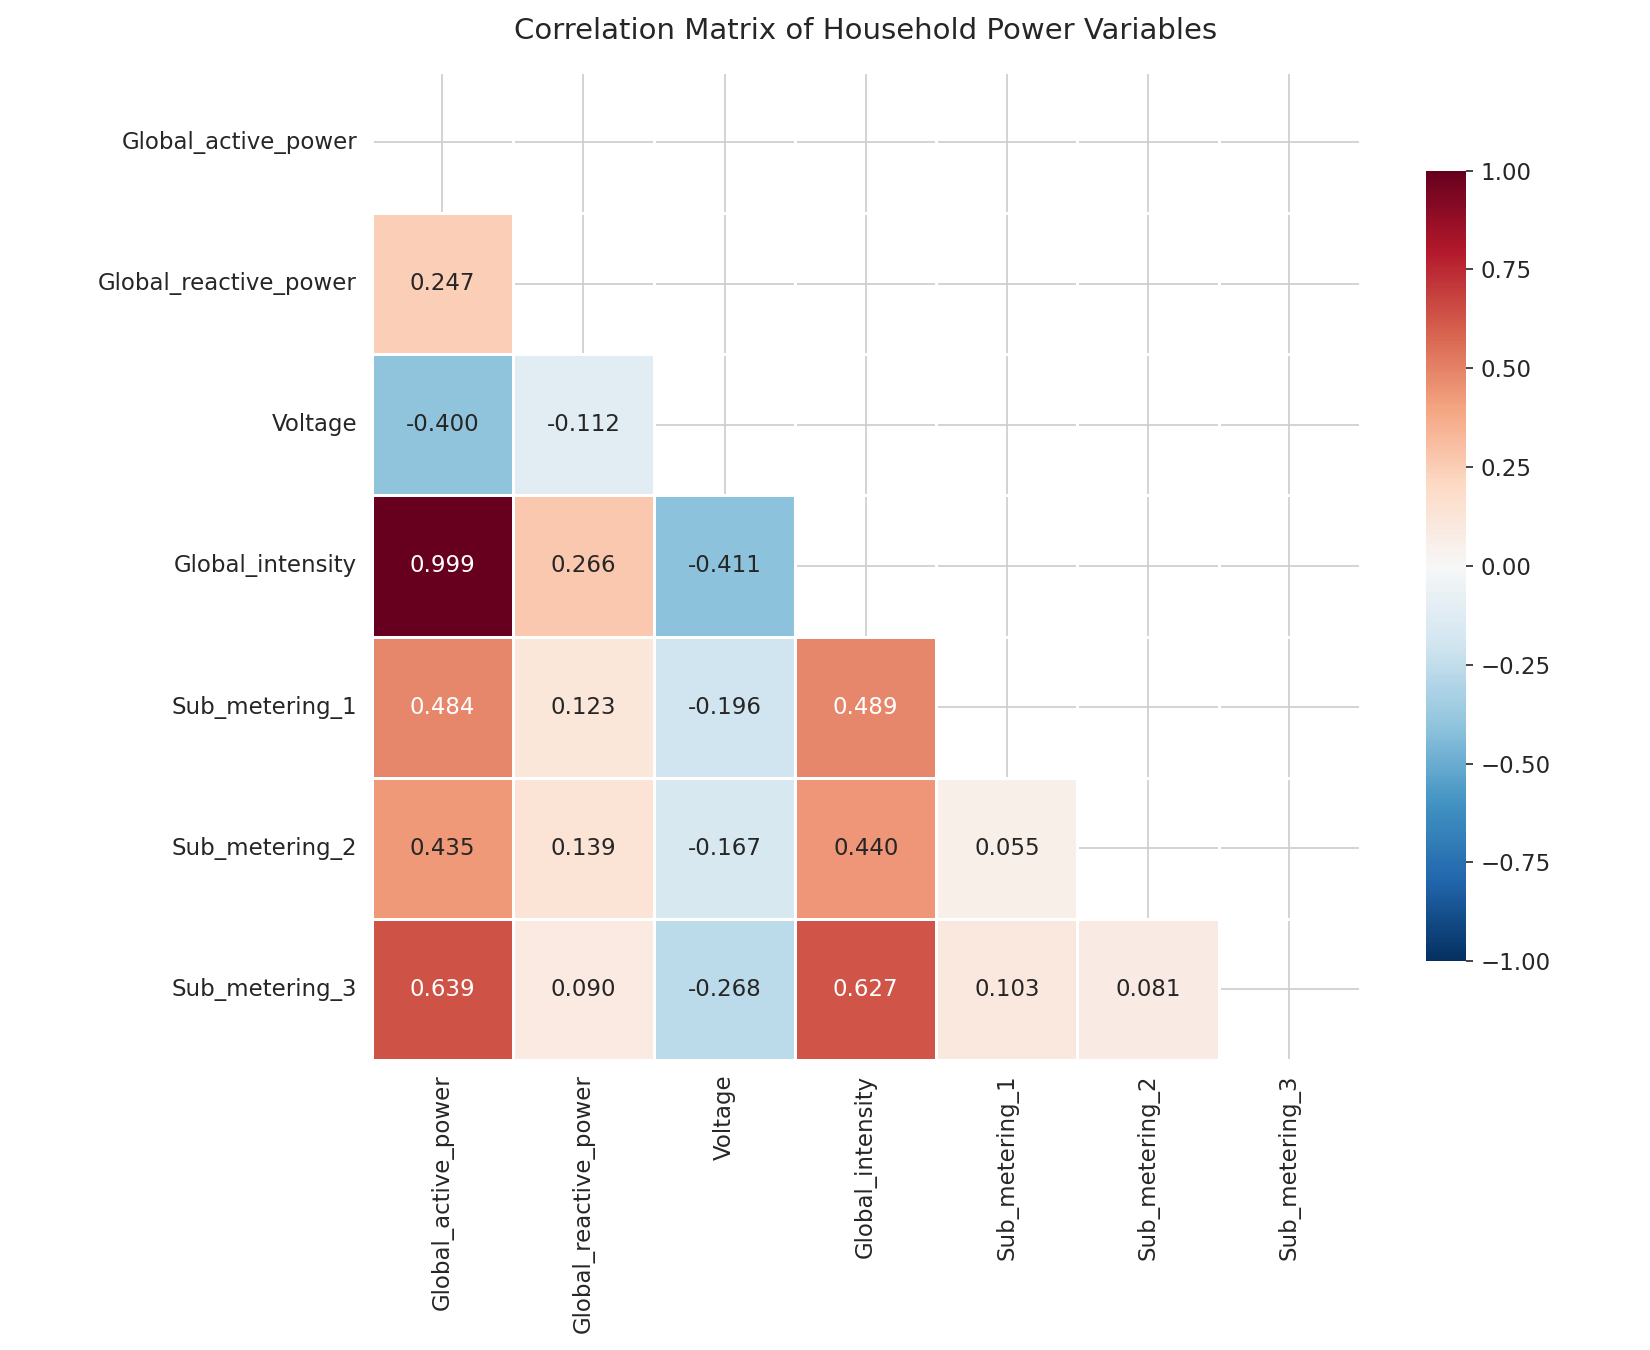 Correlation Matrix of Household Power Variables
Global_active_power
Global_reactive_power 0.247
Voltage -0.400 -0.112
Global_intensity 0.999 0.266 -0.411
Sub_metering_1 0.484 0.123 -0.196 0.489
Sub_metering_2 0.435 0.139 -0.167 0.440 0.055
Sub_metering_3 0.639 0.090 -0.268 0.627 0.103 0.081
Global_active_power
Global_reactive_power
Voltage
Global_intensity
Sub_metering_1
Sub_metering_2
Sub_metering_3
1.00
0.75
0.50
0.25
0.00
−0.25
−0.50
−0.75
−1.00